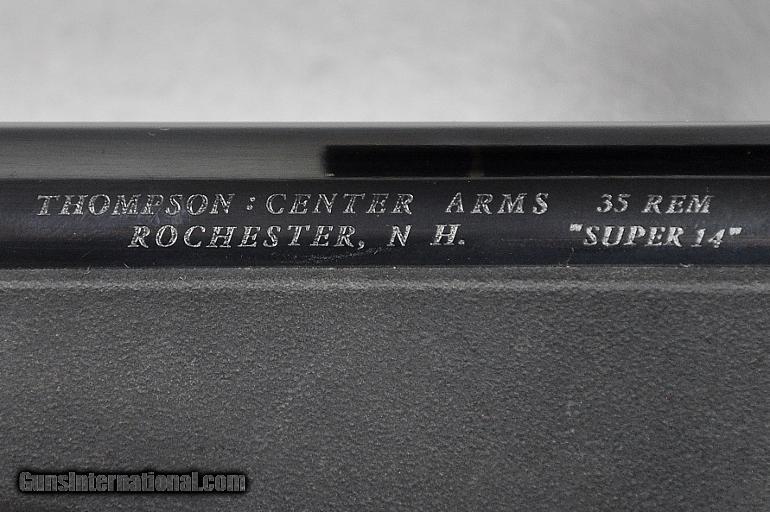 THOMPSON : CENTER ARMS 35 REM
ROCHESTER, N H. "SUPER 14"
GunsInternational.com